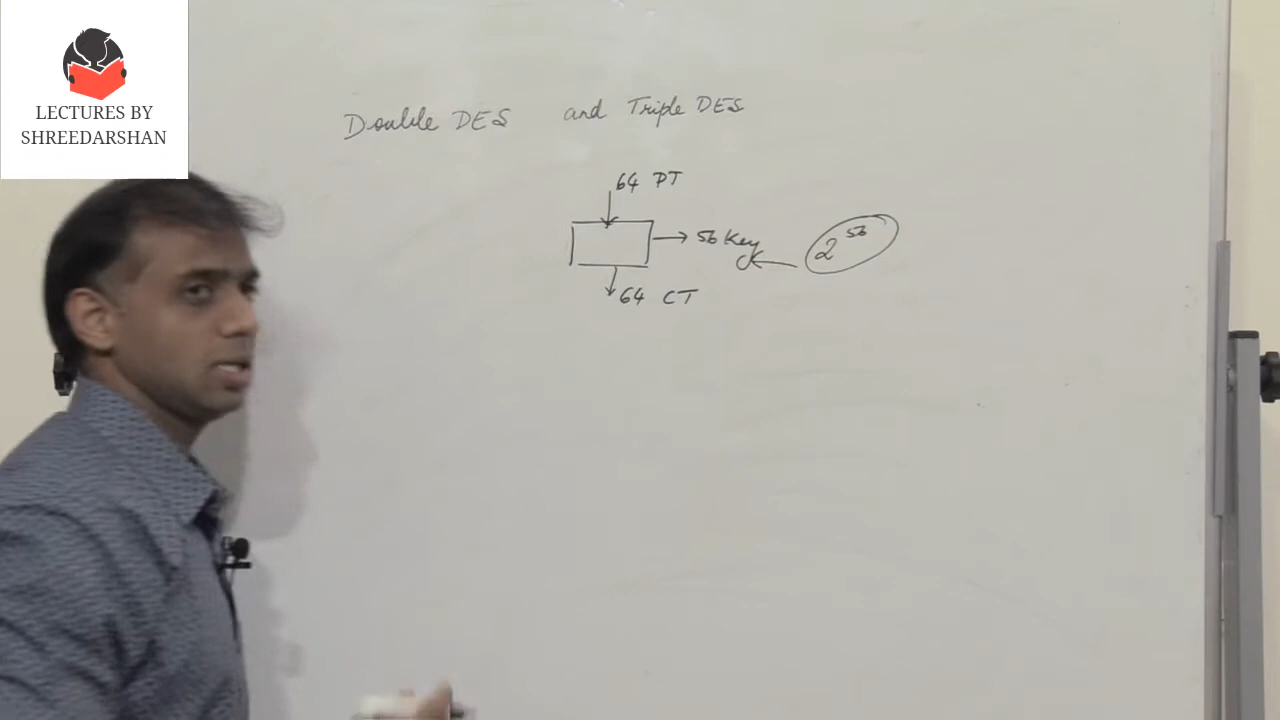 LECTURES BY
SHREEDARSHAN
Double DES and Triple DES
64 PT
56 Key
2^56
64 CT